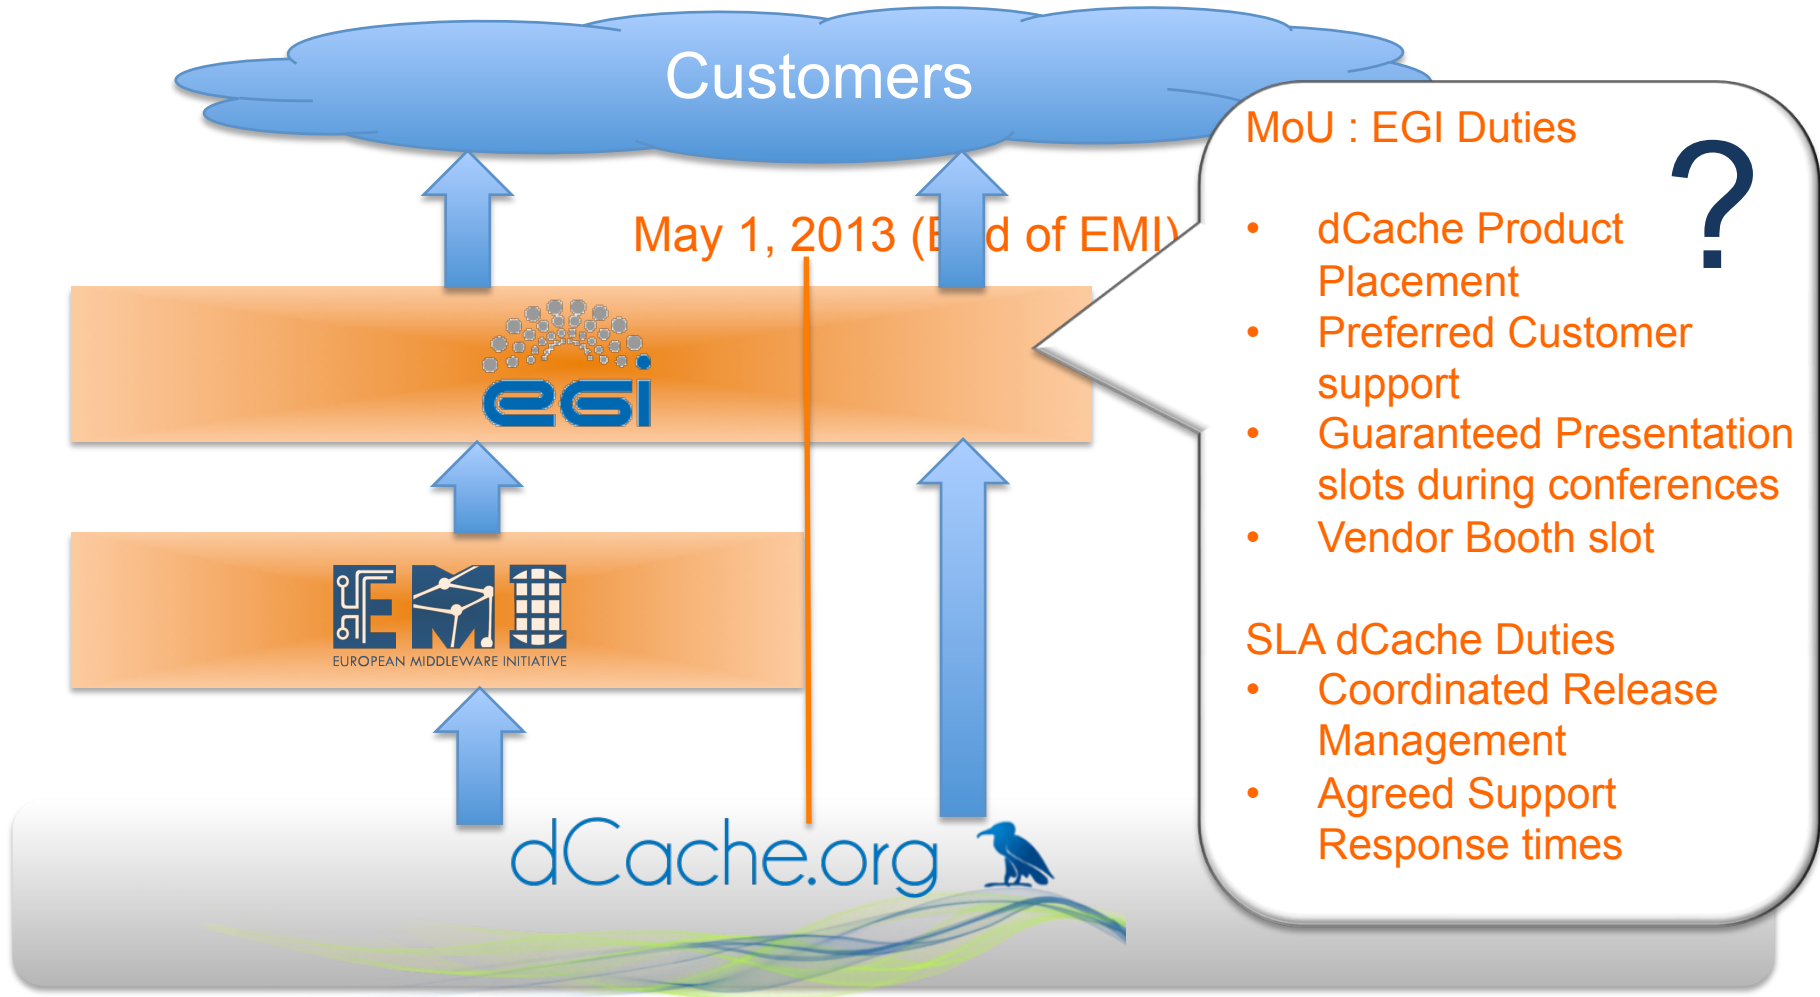 Customers
May 1, 2013 (E d of EMI)
egi
EMI
EUROPEAN MIDDLEWARE INITIATIVE
dCache.org
MoU : EGI Duties
?
• dCache Product
Placement
• Preferred Customer
support
• Guaranteed Presentation
slots during conferences
• Vendor Booth slot
SLA dCache Duties
• Coordinated Release
Management
• Agreed Support
Response times